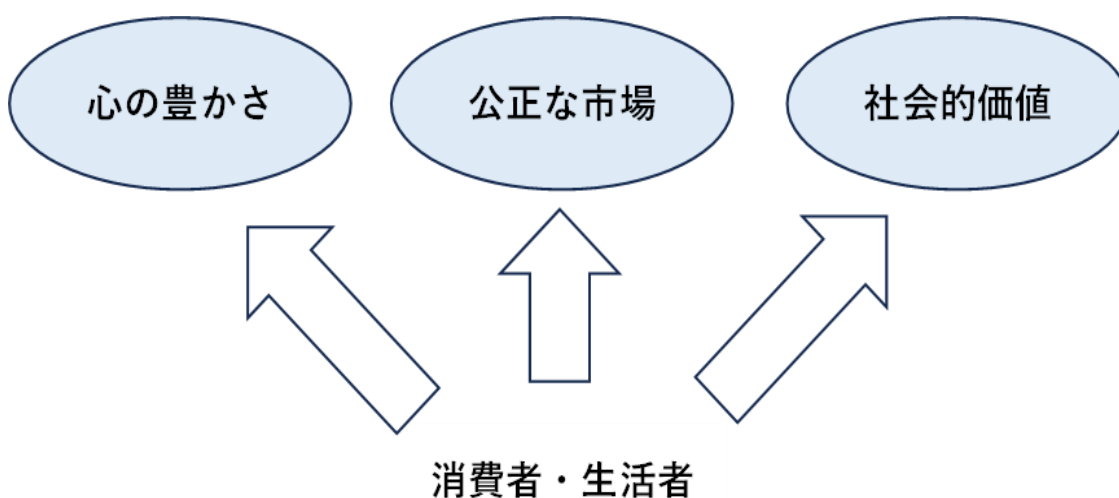 心の豊かさ
公正な市場
社会的価値
消費者・生活者